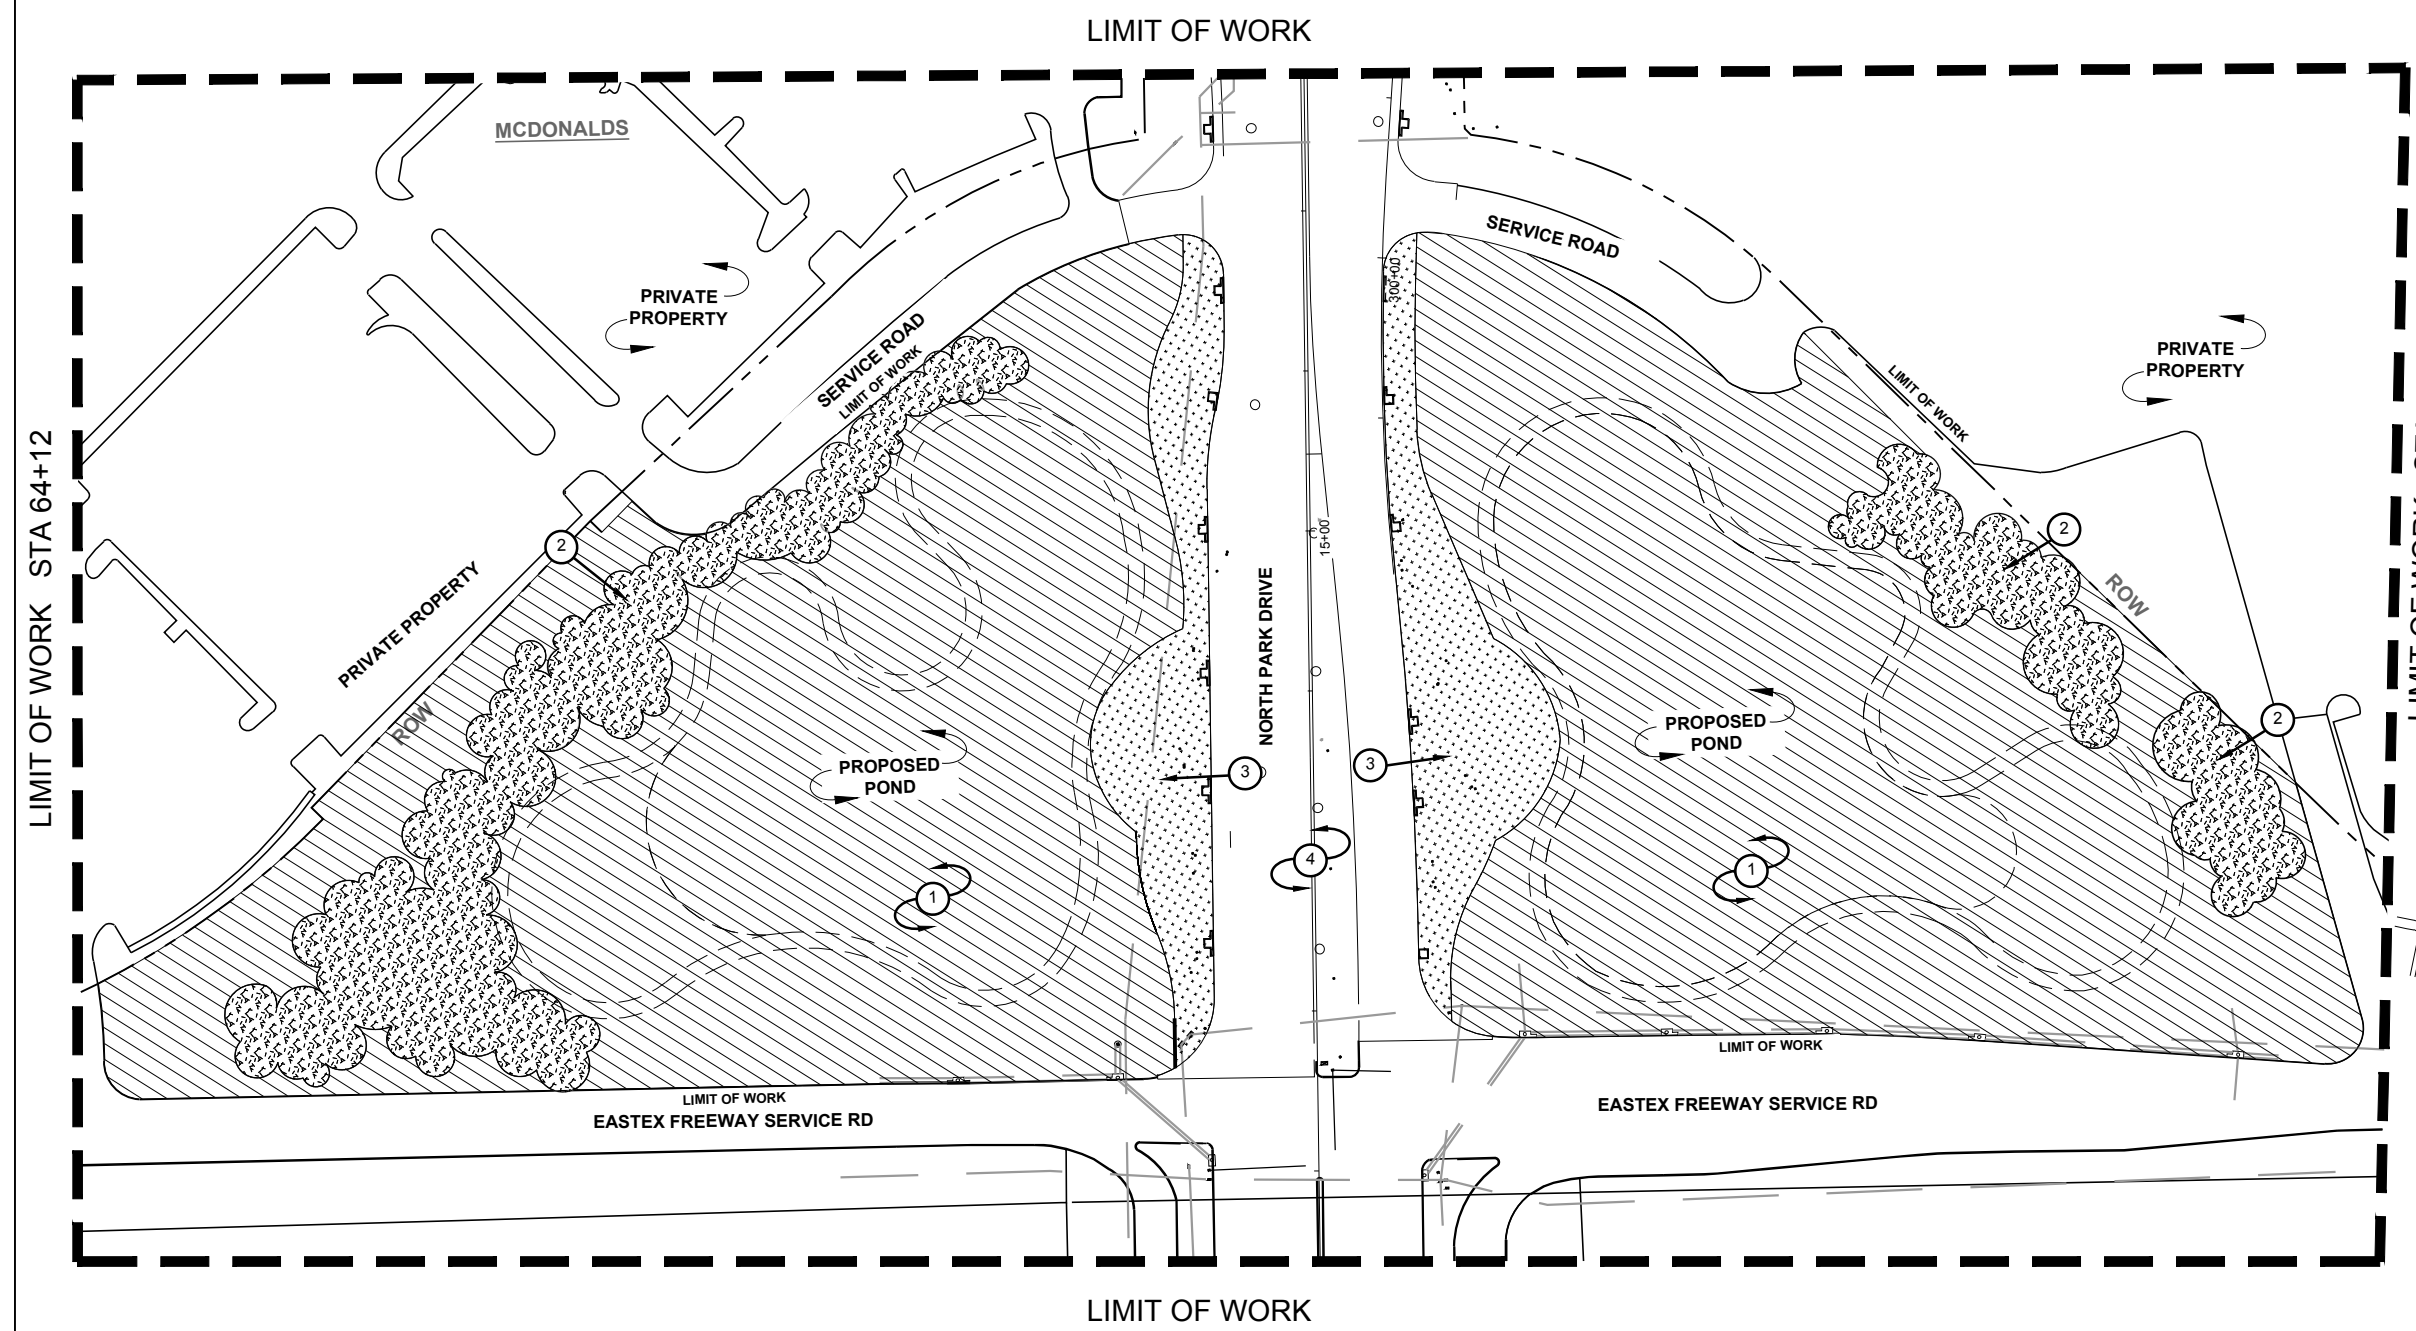 LIMIT OF WORK
MCDONALDS
SERVICE ROAD
300+00
PRIVATE
PROPERTY
PRIVATE
PROPERTY
SERVICE ROAD
LIMIT OF WORK
LIMIT OF WORK
LIMIT OF WORK STA 64+12
LIMIT OF WORK
2
2
15+00
PRIVATE PROPERTY
ROW
ROW
NORTH PARK DRIVE
2
PROPOSED
POND
PROPOSED
POND
3
3
4
1
1
LIMIT OF WORK
LIMIT OF WORK
EASTEX FREEWAY SERVICE RD
EASTEX FREEWAY SERVICE RD
LIMIT OF WORK